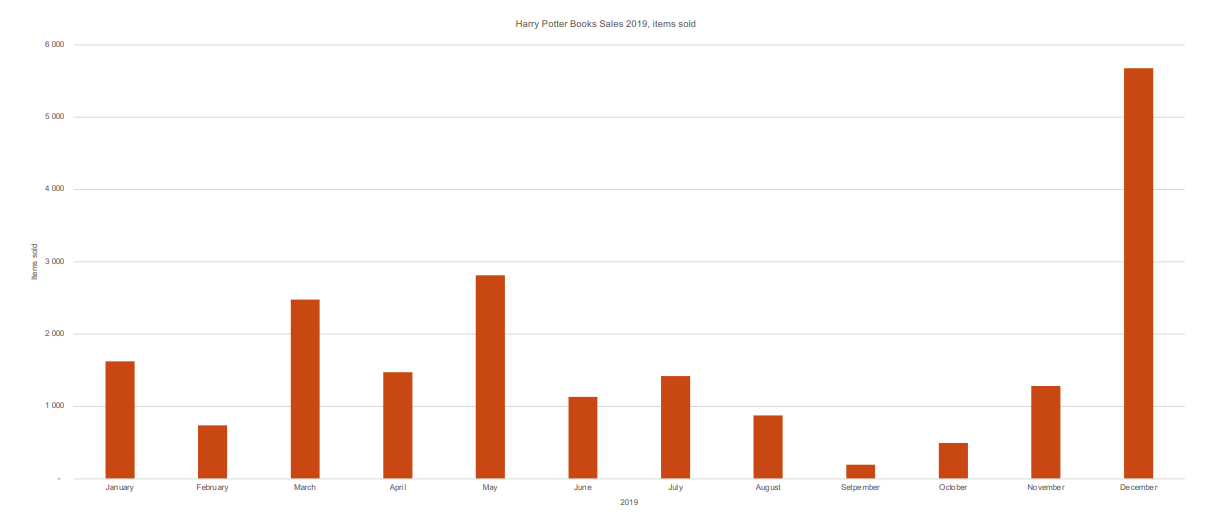 Harry Potter Books Sales 2019, items sold
6 000
5 000
4 000
3 000
2 000
1 000
-
Items sold
January February March April May June July August Setpember October November December
2019